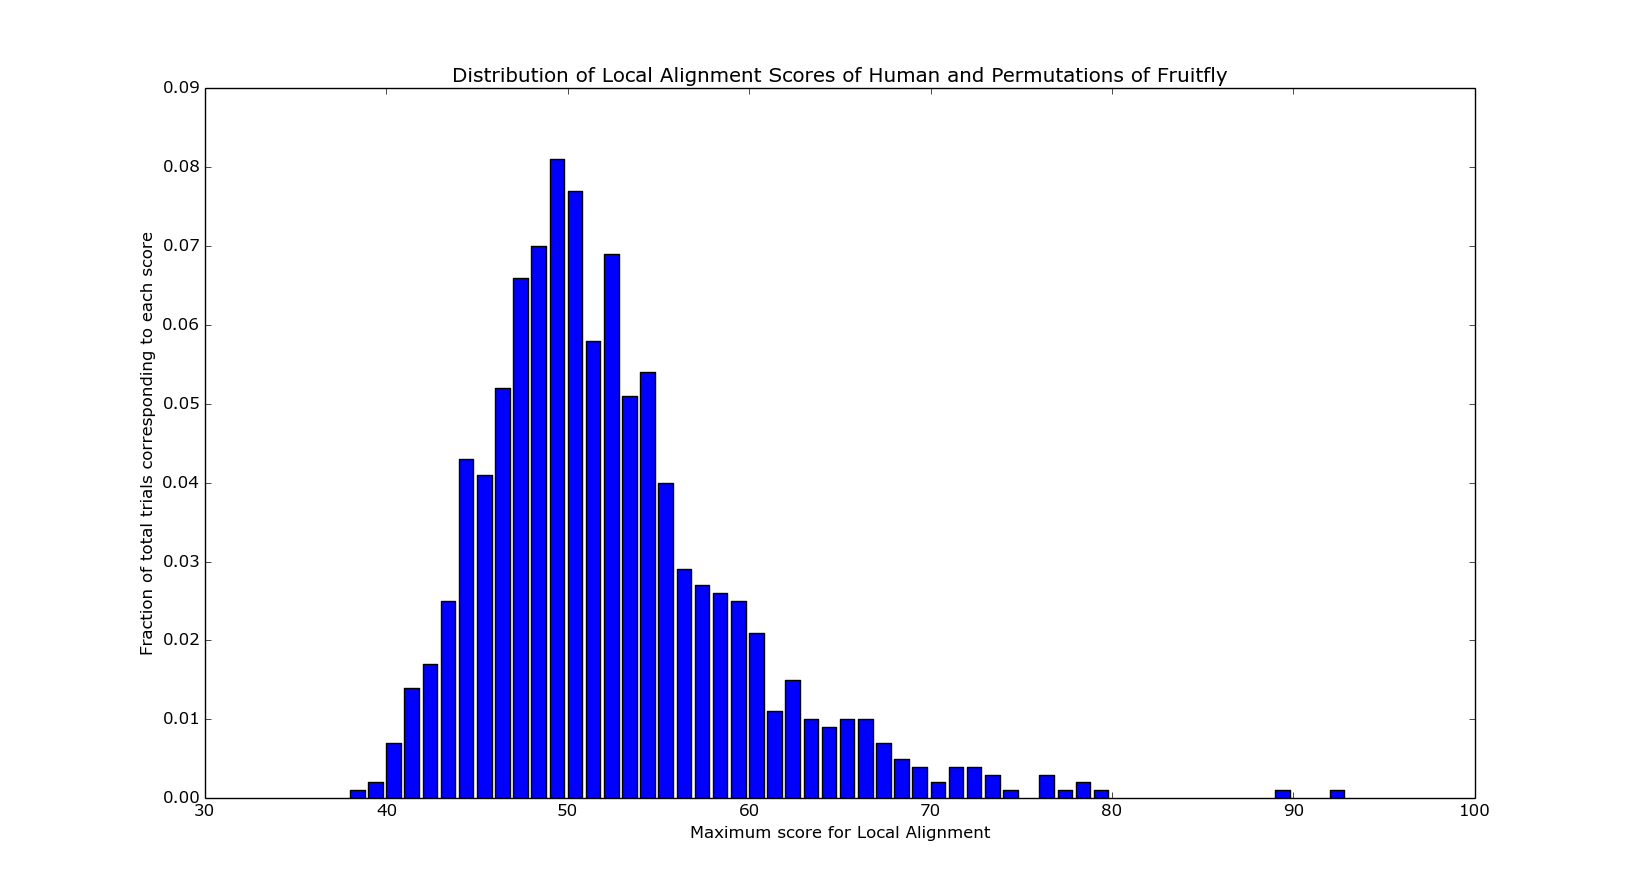 Distribution of Local Alignment Scores of Human and Permutations of Fruitfly
0.09
0.08
0.07
0.06
0.05
0.04
0.03
0.02
0.01
0.00
Fraction of total trials corresponding to each score
30 40 50 60 70 80 90 100
Maximum score for Local Alignment